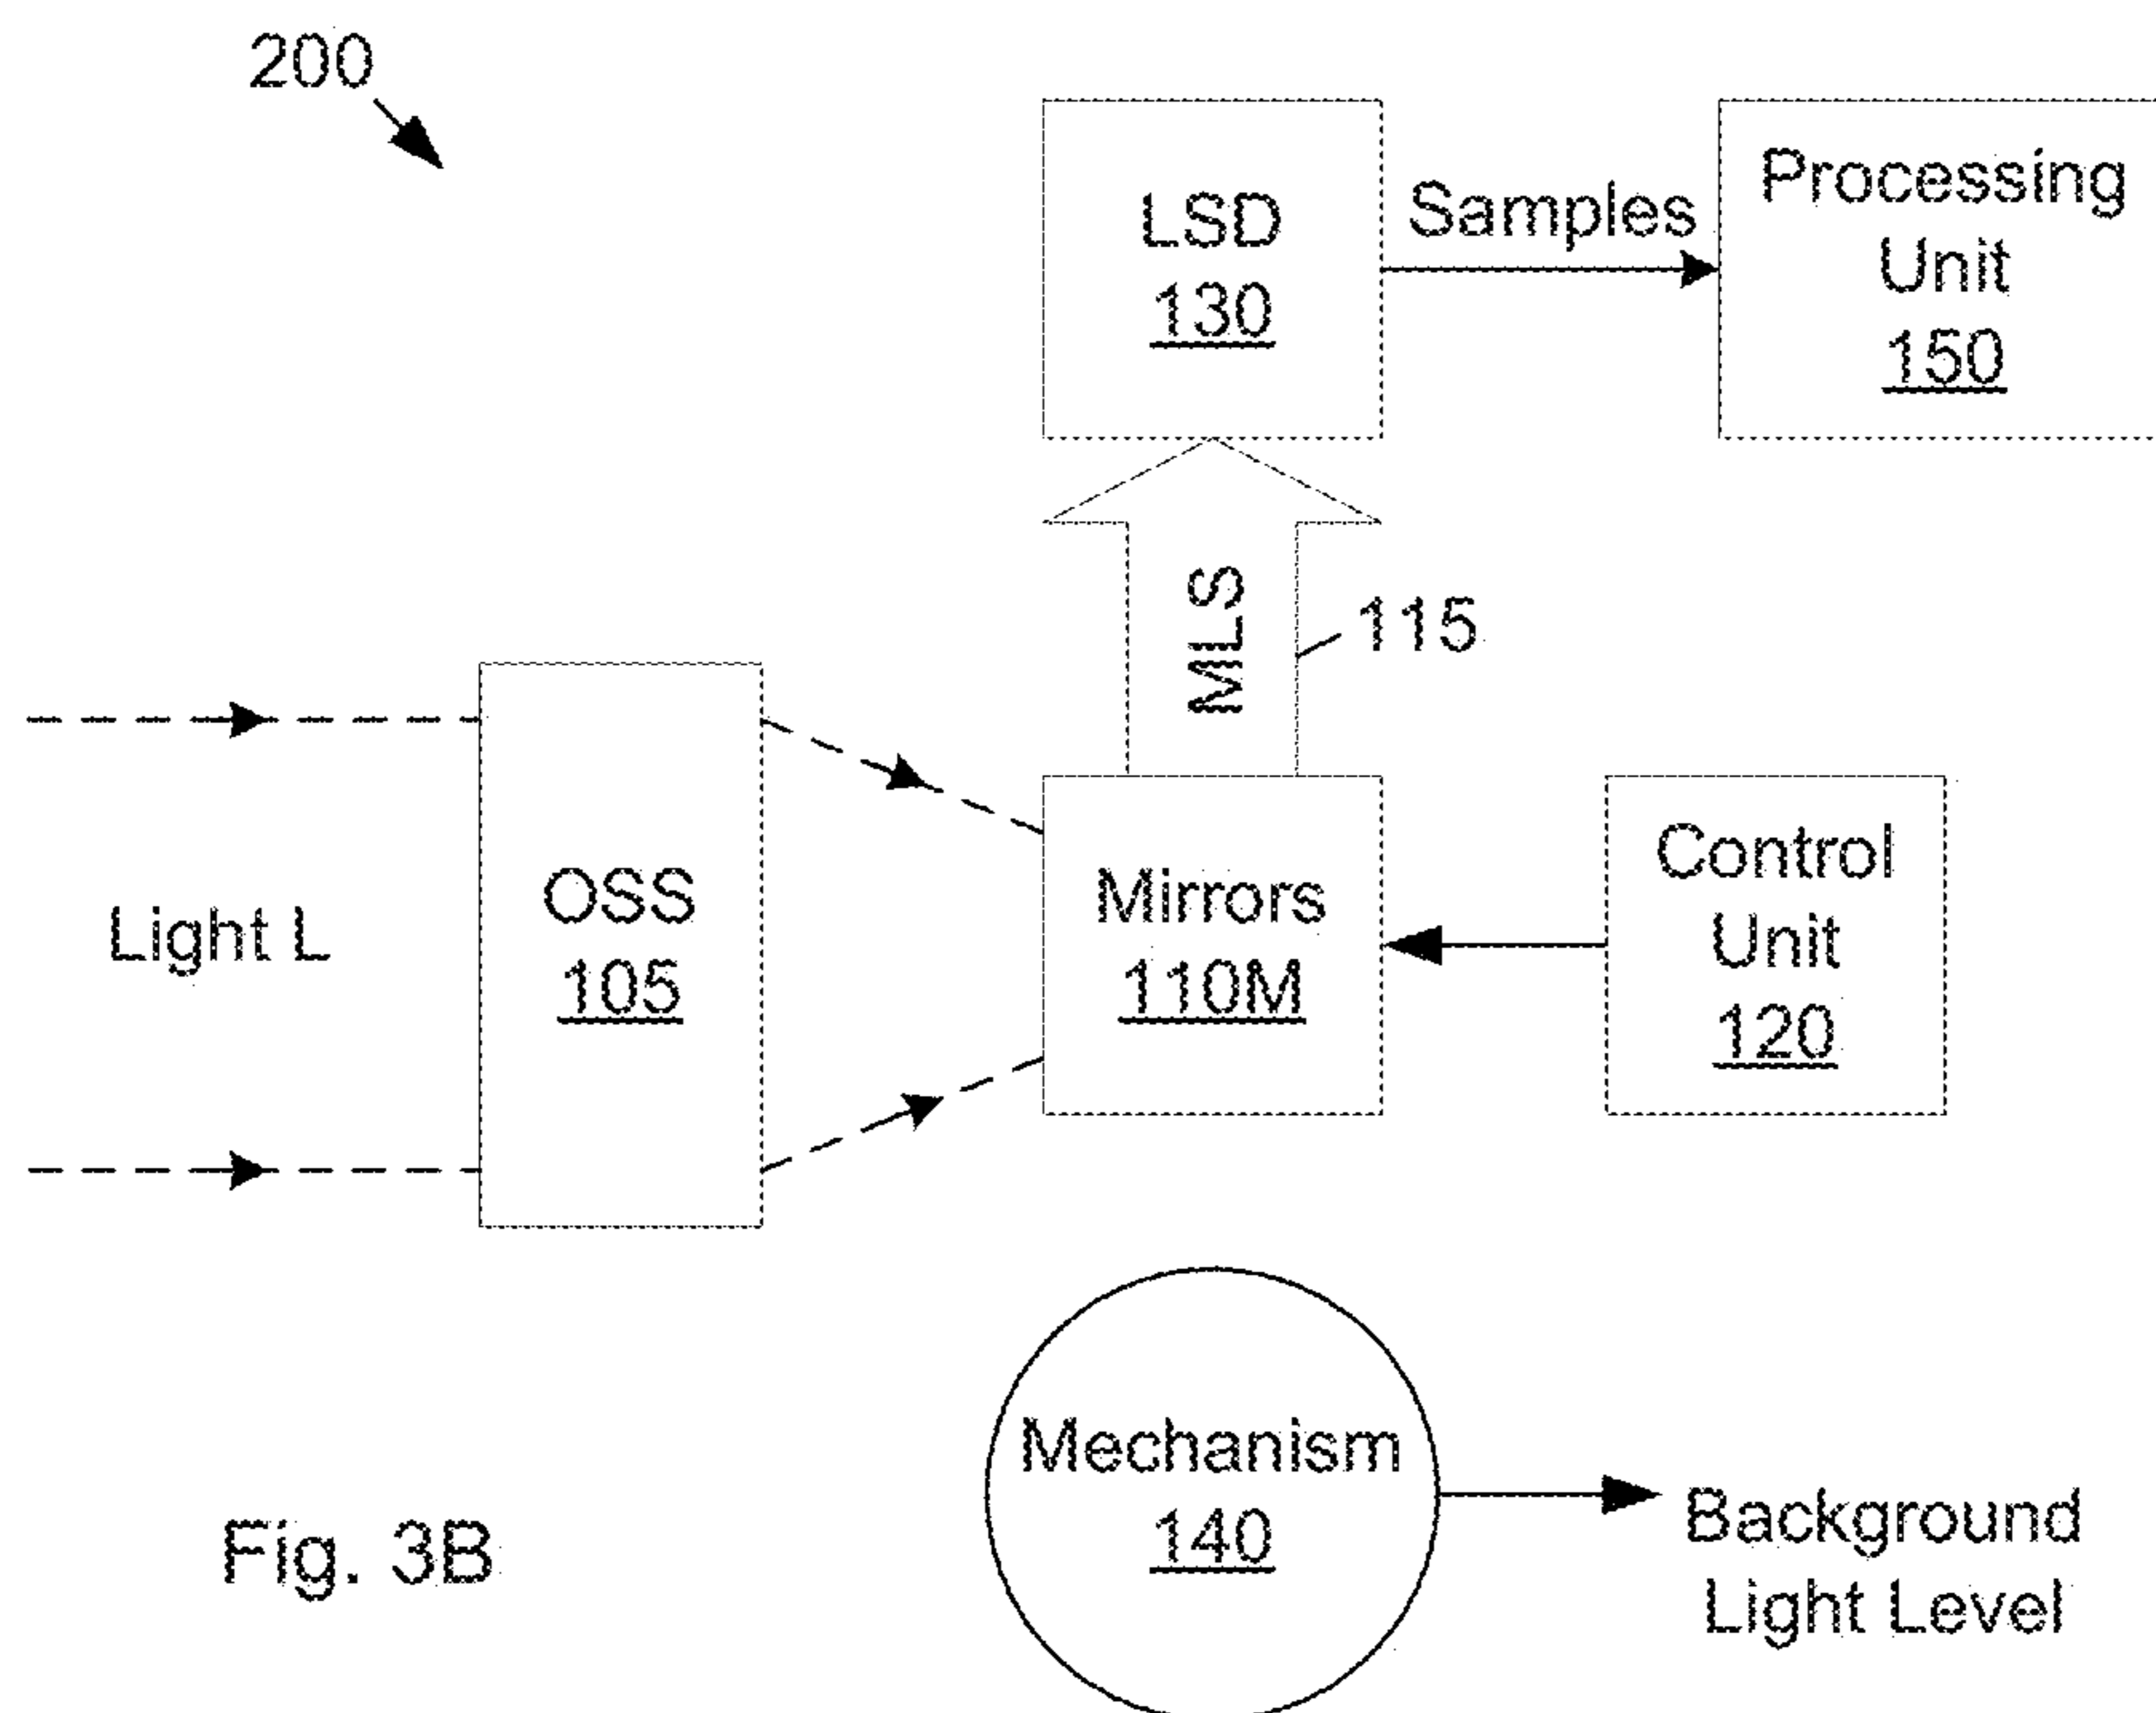 200
LSD
130
Samples
Processing
Unit
150
MLS
115
Light L
OSS
105
Mirrors
110M
Control
Unit
120
Mechanism
140
Background
Light Level
Fig. 3B